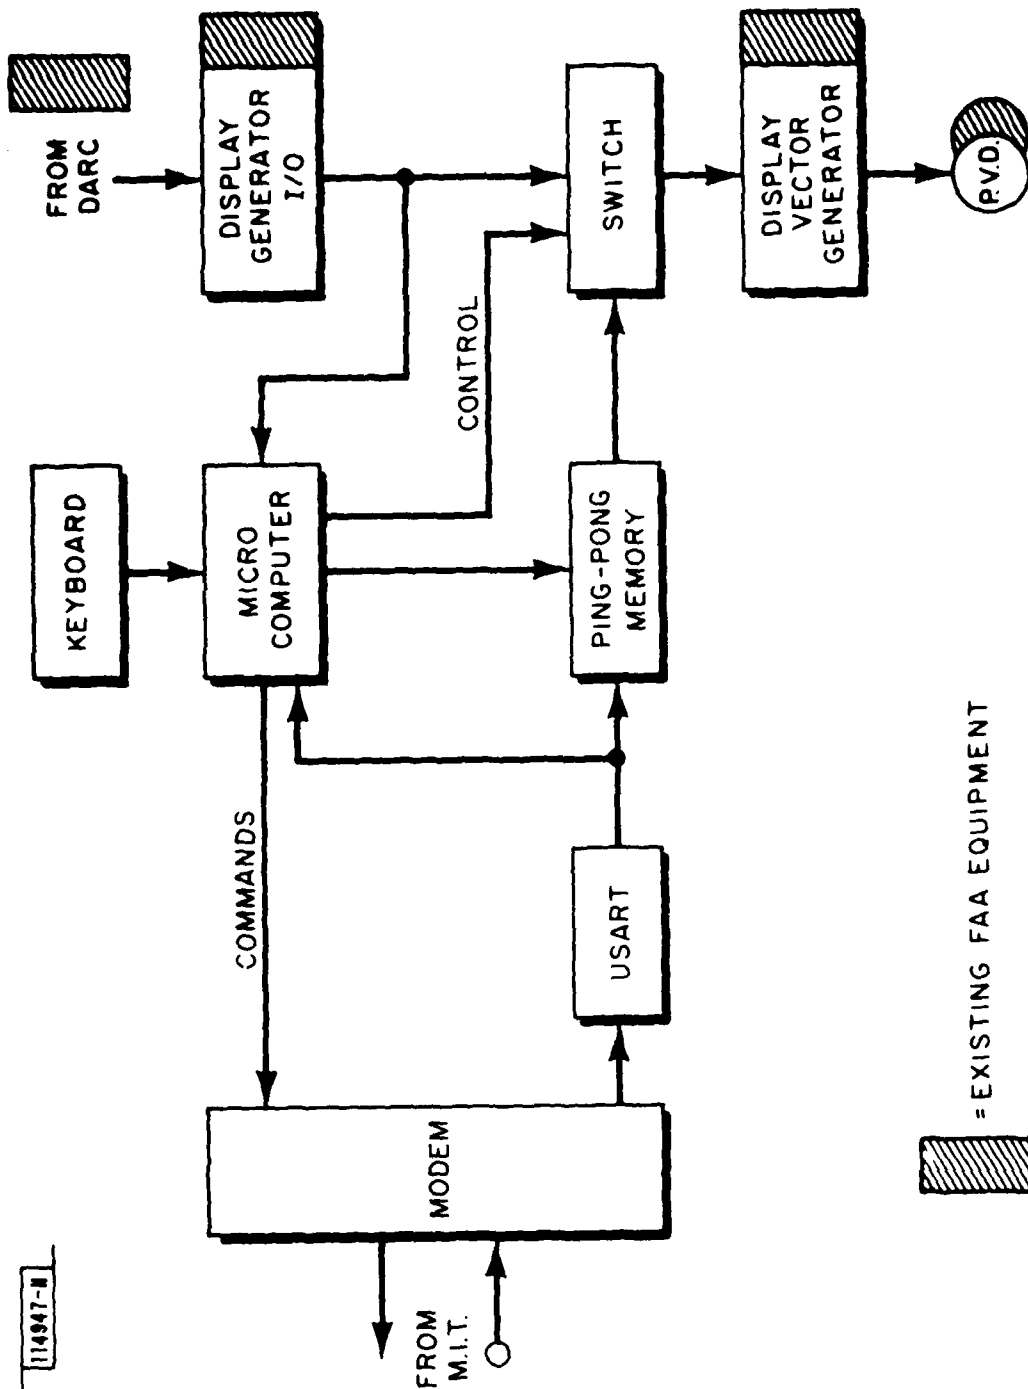 114947-N
FROM
M.I.T.
MODEM
COMMANDS
USART
KEYBOARD
MICRO
COMPUTER
PING-PONG
MEMORY
CONTROL
FROM
DARC
DISPLAY
GENERATOR
I/O
SWITCH
DISPLAY
VECTOR
GENERATOR
P.V.D.
= EXISTING FAA EQUIPMENT